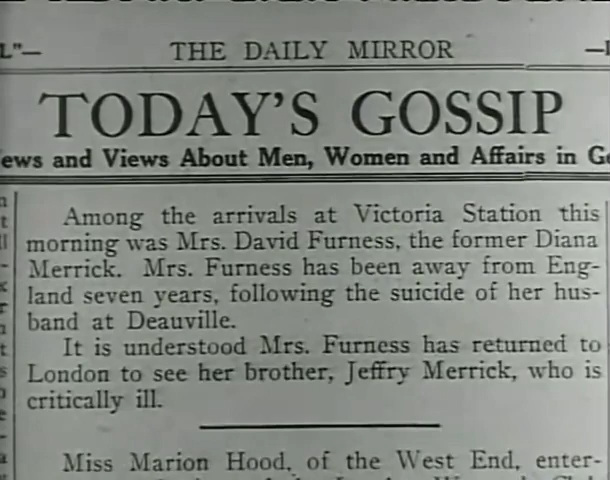 L"—
THE DAILY MIRROR
TODAY'S GOSSIP
ews and Views About Men, Women and Affairs in Ge
Among the arrivals at Victoria Station this
morning was Mrs. David Furness, the former Diana
Merrick. Mrs. Furness has been away from Eng-
land seven years, following the suicide of her hus-
band at Deauville.
It is understood Mrs. Furness has returned to
London to see her brother, Jeffry Merrick, who is
critically ill.
Miss Marion Hood, of the West End, enter-